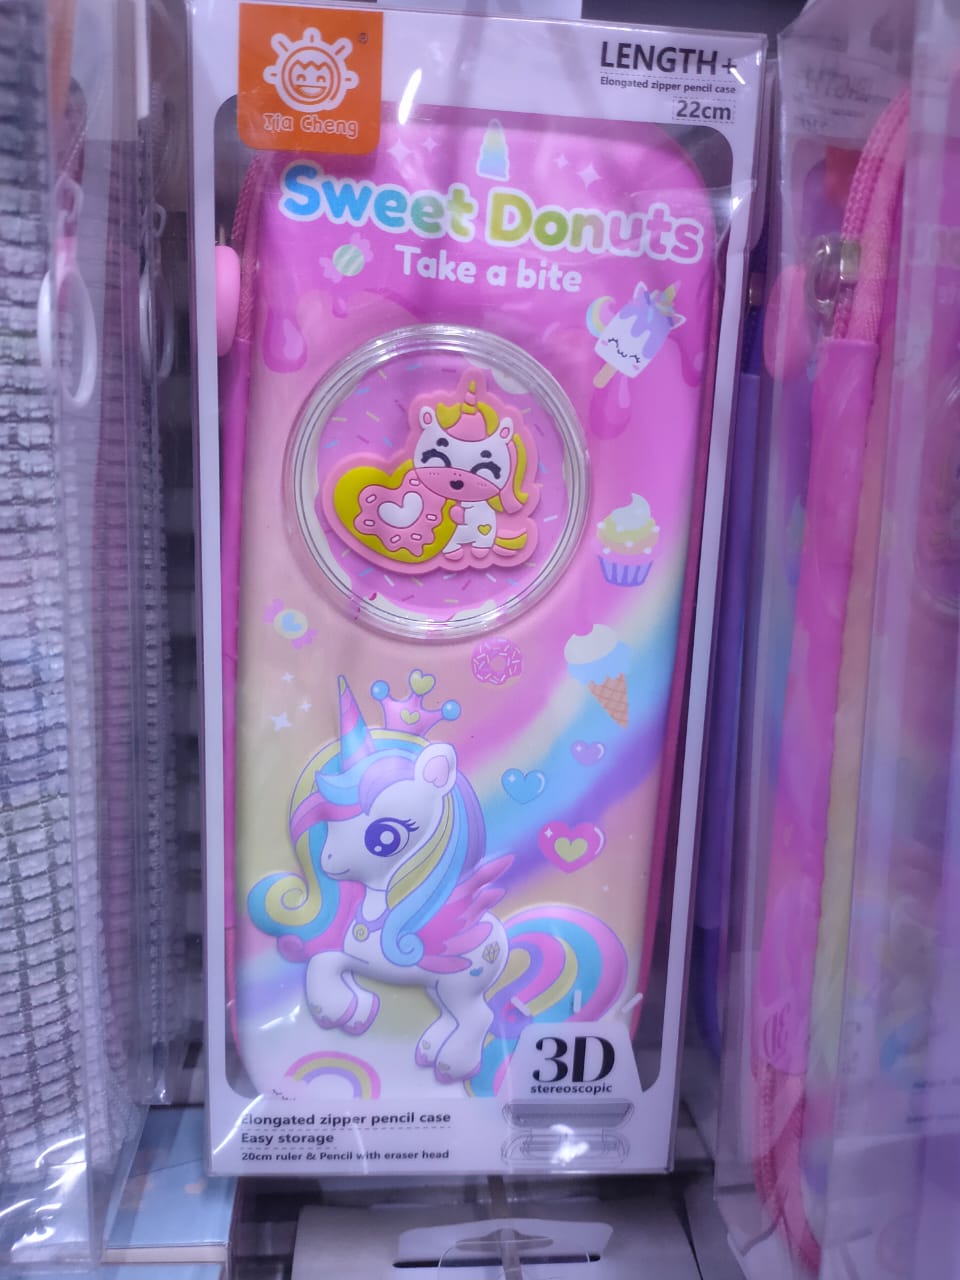 Jia Cheng
®
LENGTH+
Elongated zipper pencil case
22cm
Sweet Donuts
Take a bite
3D
stereoscopic
Elongated zipper pencil case
Easy storage
20cm ruler & Pencil with eraser head